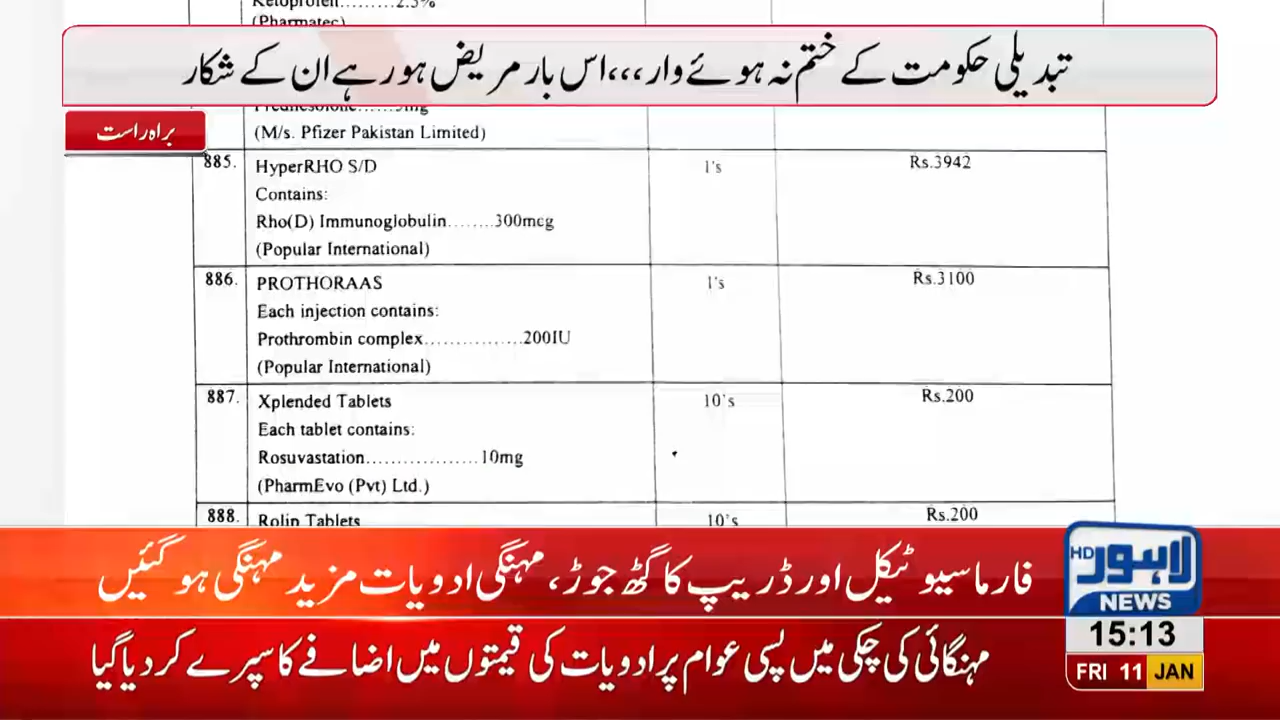 Ketoprofen.........2.5%
(Pharmatec)
تبدیلی حکومت کے ختم نہ ہوئے وار،،،اس بار مریض ہو رہے ان کے شکار
براہ راست
(M/s. Pfizer Pakistan Limited)
885. HyperRHO S/D 1's Rs.3942
Contains:
Rho(D) Immunoglobulin........300mcg
(Popular International)
886. PROTHORAAS 1's Rs.3100
Each injection contains:
Prothrombin complex................200IU
(Popular International)
887. Xplended Tablets 10's Rs.200
Each tablet contains:
Rosuvastation..................10mg
(PharmEvo (Pvt) Ltd.)
888. Rolip Tablets 10's Rs.200
فارماسیوٹیکل اور ڈریپ کا گٹھ جوڑ، مہنگی ادویات مزید مہنگی ہوگئیں
مہنگائی کی چکی میں پسی عوام پر ادویات کی قیمتوں میں اضافے کا سپرے کردیا گیا
لاہور HD
NEWS
15:13
FRI 11 JAN